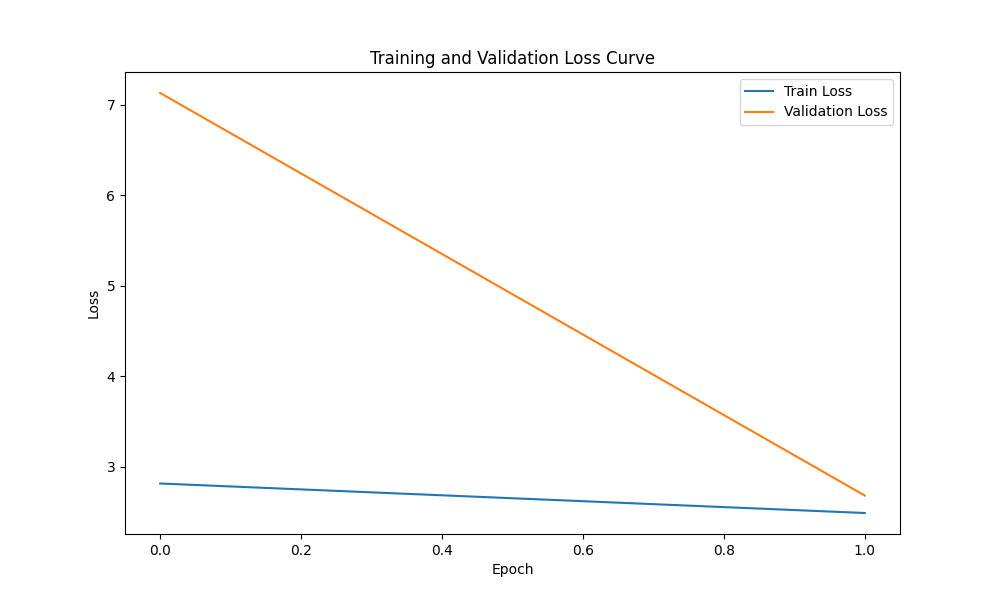 Training and Validation Loss Curve
Train Loss
Validation Loss
7
6
5
4
3
Loss
0.0 0.2 0.4 0.6 0.8 1.0
Epoch